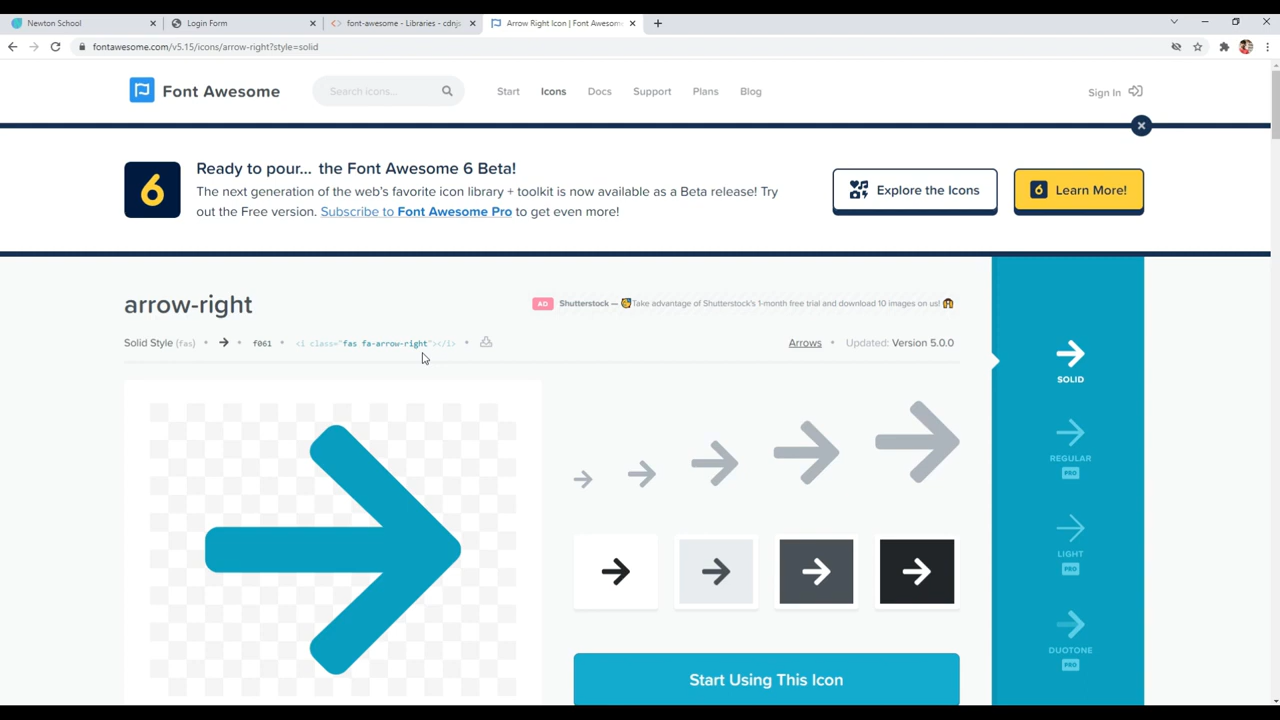 Newton School
Login Form
font-awesome - Libraries - cdnjs
Arrow Right Icon | Font Awesome
fontawesome.com/v5.15/icons/arrow-right?style=solid
Font Awesome
Search icons...
Start
Icons
Docs
Support
Plans
Blog
Sign In
6
Ready to pour... the Font Awesome 6 Beta!
The next generation of the web's favorite icon library + toolkit is now available as a Beta release! Try
out the Free version. Subscribe to Font Awesome Pro to get even more!
Explore the Icons
6 Learn More!
arrow-right
AD Shutterstock — Take advantage of Shutterstock's 1-month free trial and download 10 images on us!
Solid Style (fas) • • f061 • <i class="fas fa-arrow-right"></i> •
Arrows • Updated: Version 5.0.0
SOLID
REGULAR
PRO
LIGHT
PRO
DUOTONE
PRO
Start Using This Icon